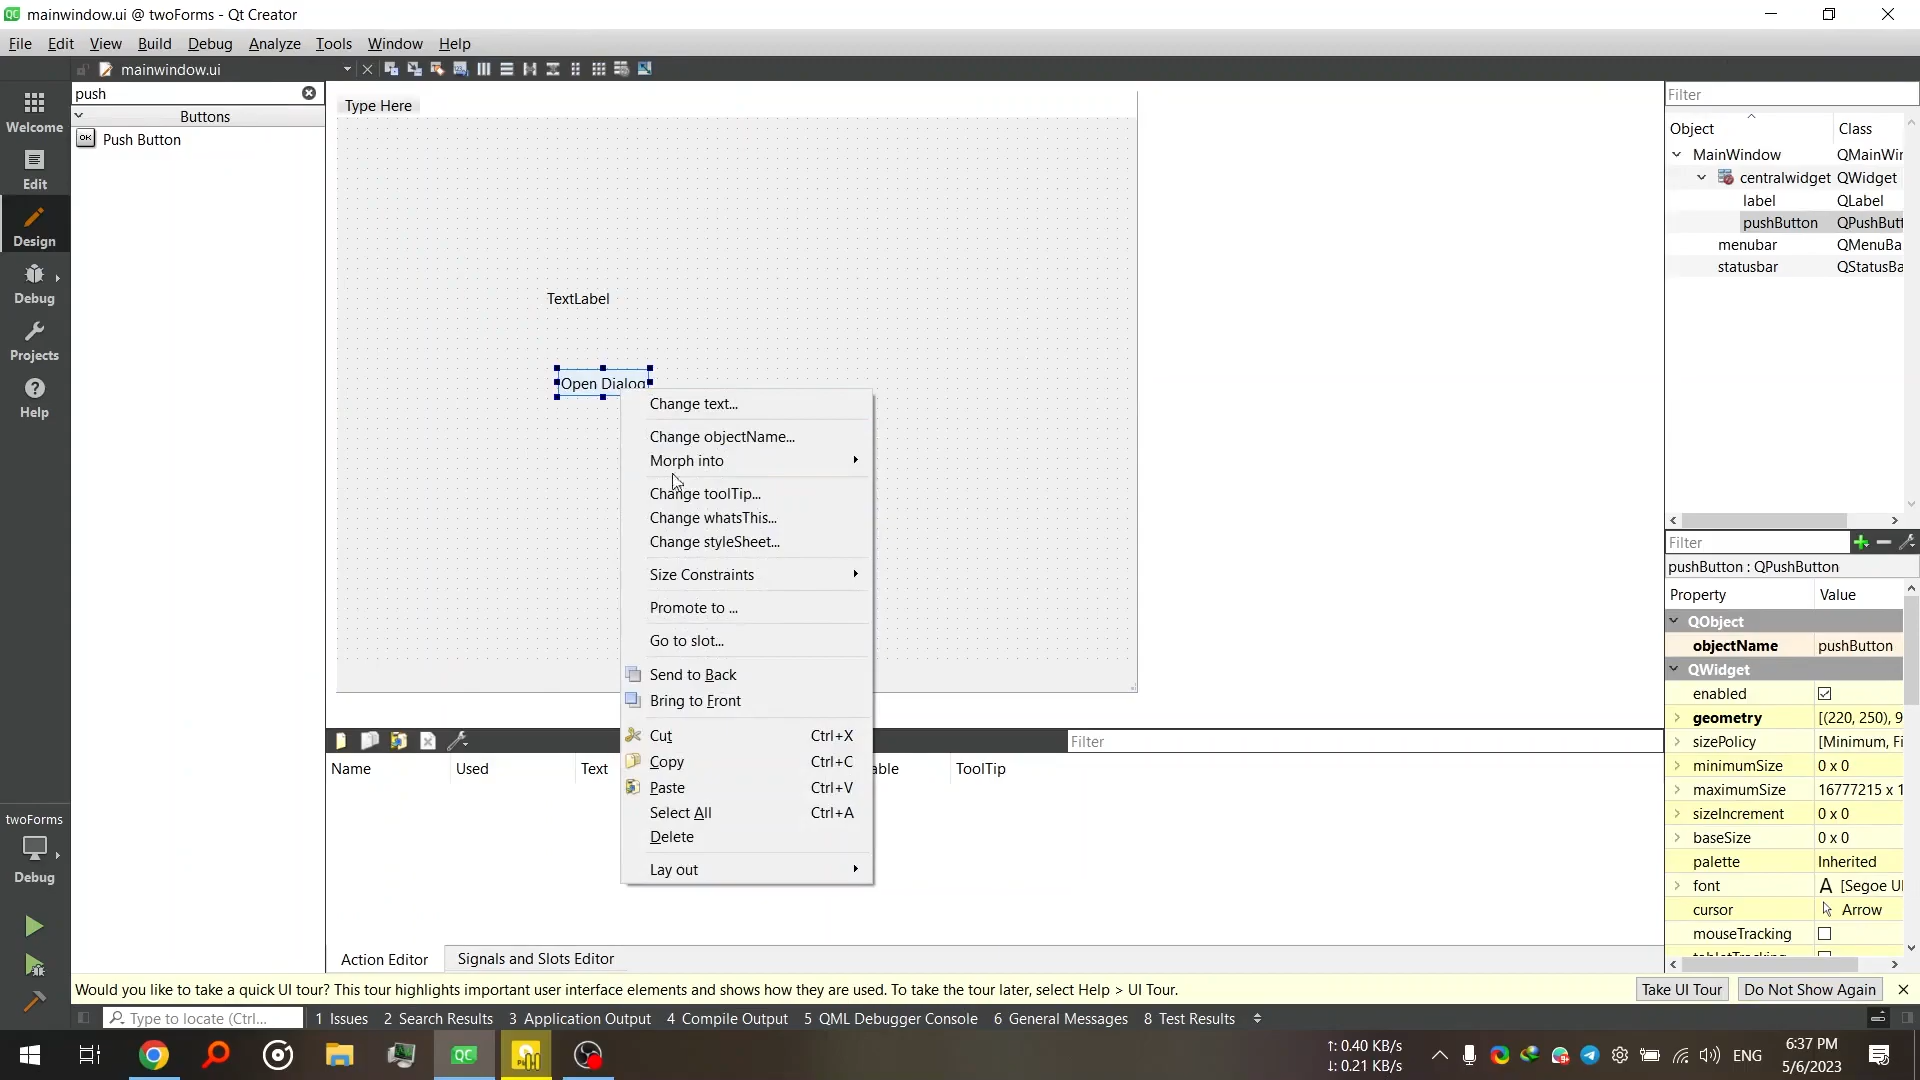 mainwindow.ui @ twoForms - Qt Creator
File Edit View Build Debug Analyze Tools Window Help
mainwindow.ui
push
Buttons
Push Button
Welcome
Edit
Design
Debug
Projects
Help
twoForms
Debug
Type Here
TextLabel
Open Dialog
Change text...
Change objectName...
Morph into
Change toolTip...
Change whatsThis...
Change styleSheet...
Size Constraints
Promote to ...
Go to slot...
Send to Back
Bring to Front
Cut Ctrl+X
Copy Ctrl+C
Paste Ctrl+V
Select All Ctrl+A
Delete
Lay out
Filter
Name Used Text able ToolTip
Action Editor Signals and Slots Editor
Filter
Object Class
MainWindow QMainWir
centralwidget QWidget
label QLabel
pushButton QPushButt
menubar QMenuBa
statusbar QStatusBa
Filter
pushButton : QPushButton
Property Value
QObject
objectName pushButton
QWidget
enabled
geometry [(220, 250), 9
sizePolicy [Minimum, Fi
minimumSize 0 x 0
maximumSize 16777215 x 1
sizeIncrement 0 x 0
baseSize 0 x 0
palette Inherited
font A [Segoe UI
cursor Arrow
mouseTracking
Would you like to take a quick UI tour? This tour highlights important user interface elements and shows how they are used. To take the tour later, select Help > UI Tour.
Take UI Tour Do Not Show Again
Type to locate (Ctrl... 1 Issues 2 Search Results 3 Application Output 4 Compile Output 5 QML Debugger Console 6 General Messages 8 Test Results
↑: 0.40 KB/s
↓: 0.21 KB/s
ENG
6:37 PM
5/6/2023